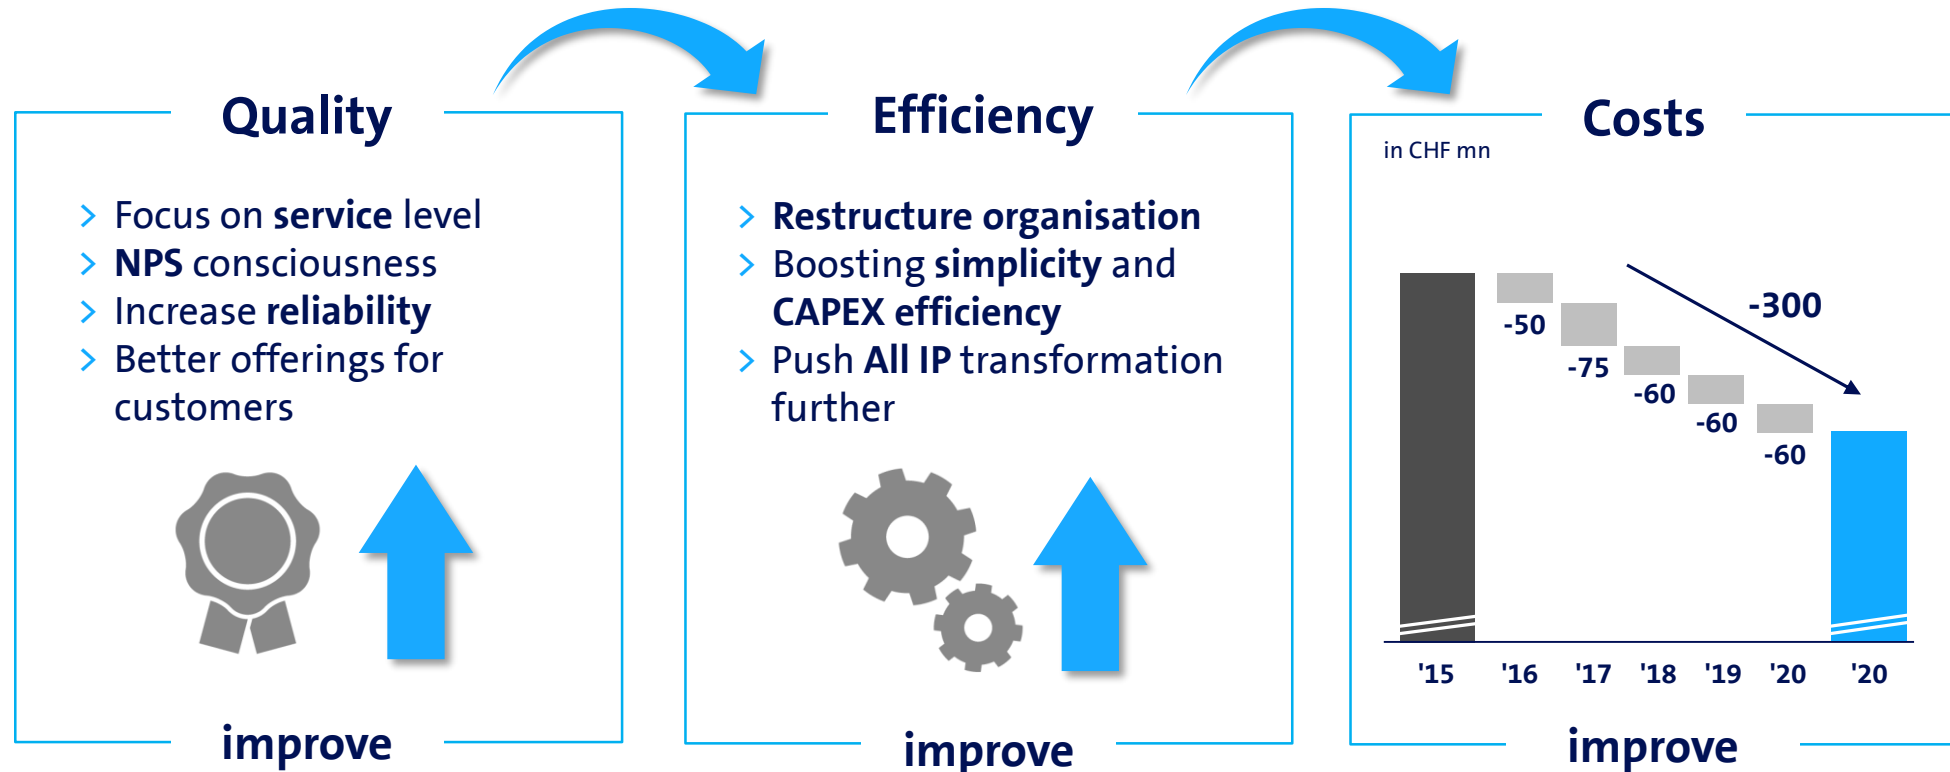 Quality
> Focus on service level
> NPS consciousness
> Increase reliability
> Better offerings for
customers
improve
Efficiency
> Restructure organisation
> Boosting simplicity and
CAPEX efficiency
> Push All IP transformation
further
improve
Costs
in CHF mn
-300
-50
-75
-60
-60
-60
'15 '16 '17 '18 '19 '20 '20
improve